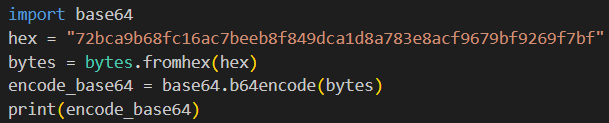 import base64
hex = "72bca9b68fc16ac7beeb8f849dca1d8a783e8acf9679bf9269f7bf"
bytes = bytes.fromhex(hex)
encode_base64 = base64.b64encode(bytes)
print(encode_base64)